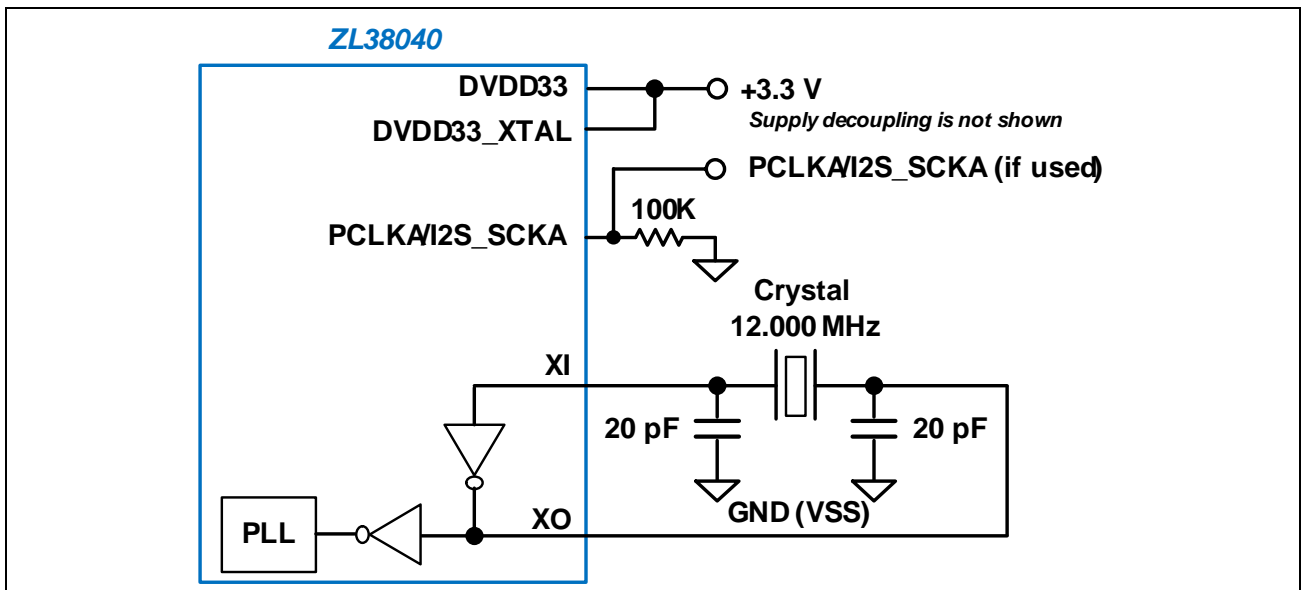 ZL38040
DVDD33
+3.3 V
DVDD33_XTAL
Supply decoupling is not shown
PCLKA/I2S_SCKA (if used)
100K
PCLKA/I2S_SCKA
Crystal
12.000 MHz
XI
20 pF
20 pF
GND (VSS)
XO
PLL